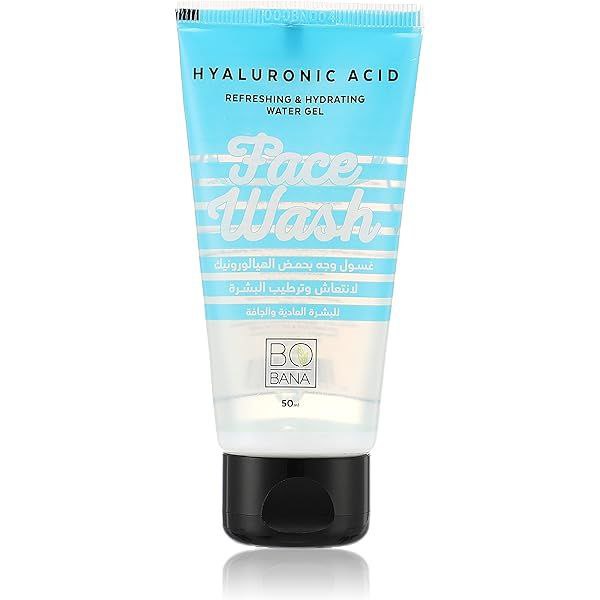 HYALURONIC ACID
REFRESHING & HYDRATING
WATER GEL
Face
Wash
غسول وجه بحمض الهيالورونيك
لانتعاش وترطيب البشرة
للبشرة العادية والجافة
BO
BANA
50ml